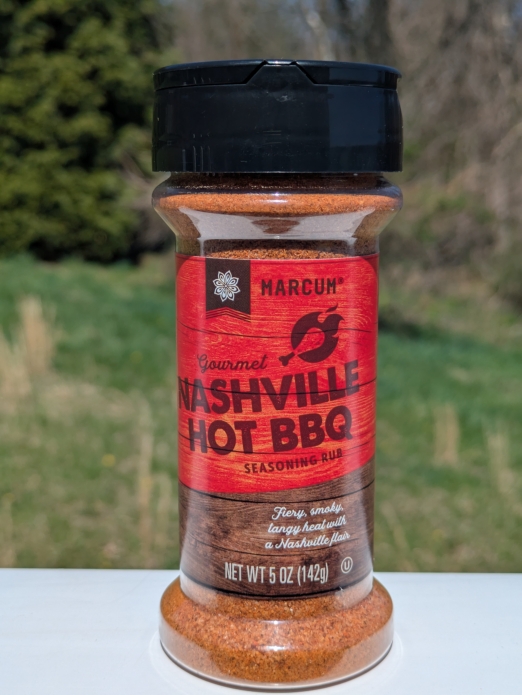 MARCUM®
Gourmet
NASHVILLE
HOT BBQ
SEASONING RUB
Fiery, smoky,
tangy heat with
a Nashville flair
NET WT 5 OZ (142g) U